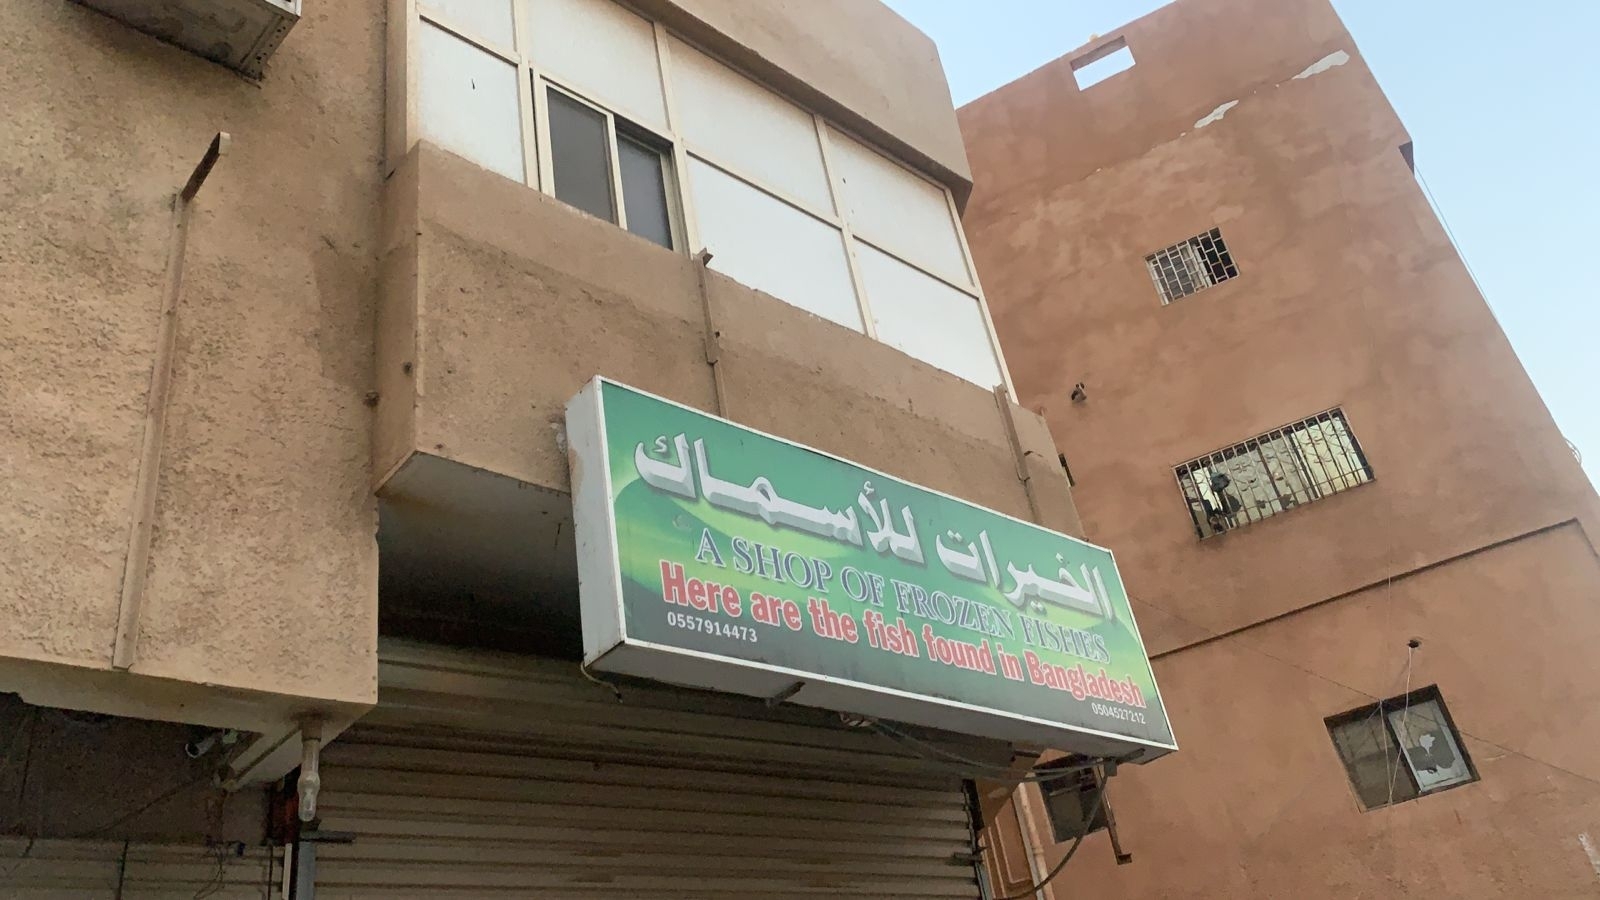 الخيرات للأسماك
A SHOP OF FROZEN FISHES
Here are the fish found in Bangladesh
0557914473
0504527212